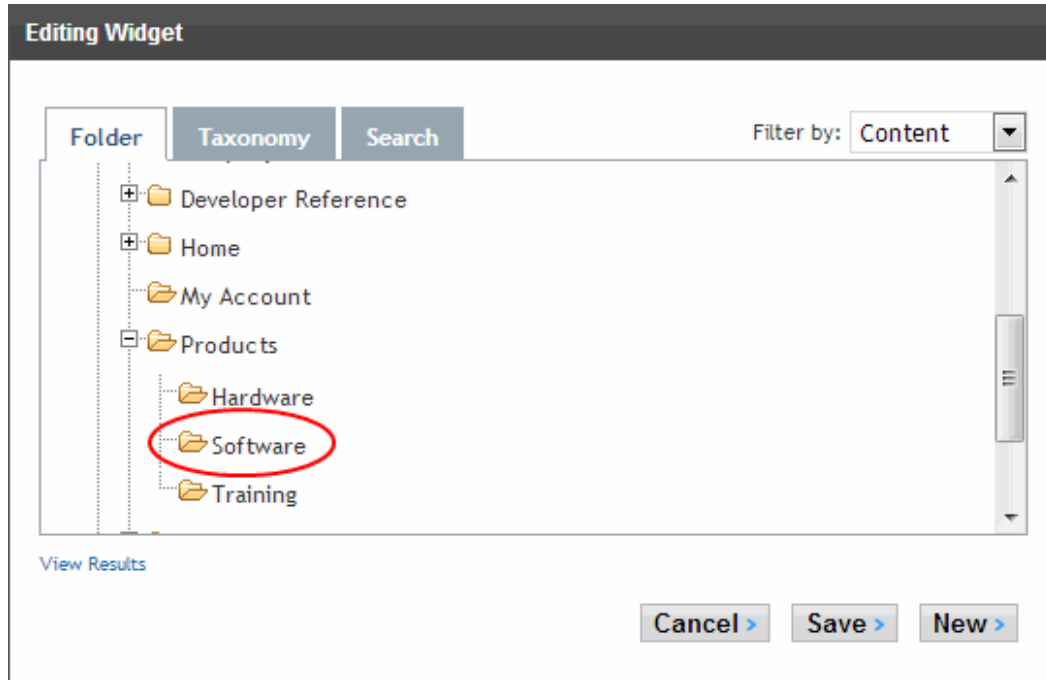 Editing Widget
Folder Taxonomy Search Filter by: Content
Developer Reference
Home
My Account
Products
Hardware
Software
Training
View Results
Cancel > Save > New >